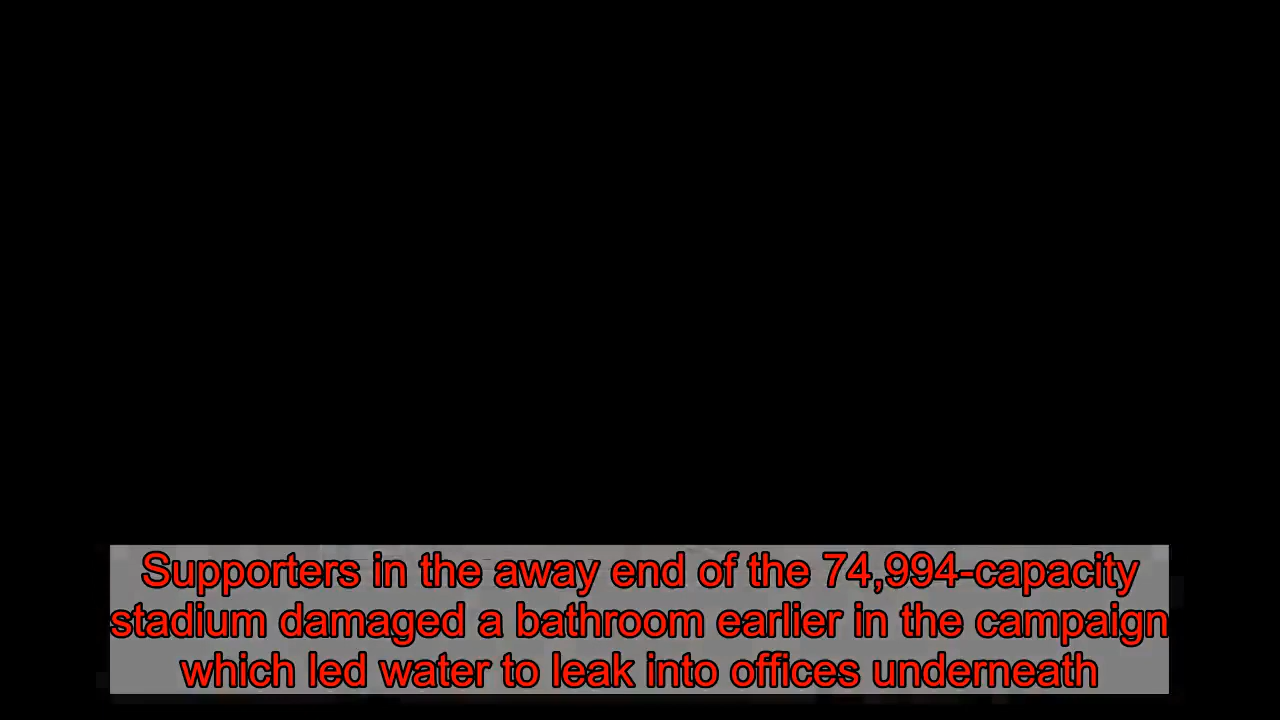 Supporters in the away end of the 74,994-capacity
stadium damaged a bathroom earlier in the campaign
which led water to leak into offices underneath